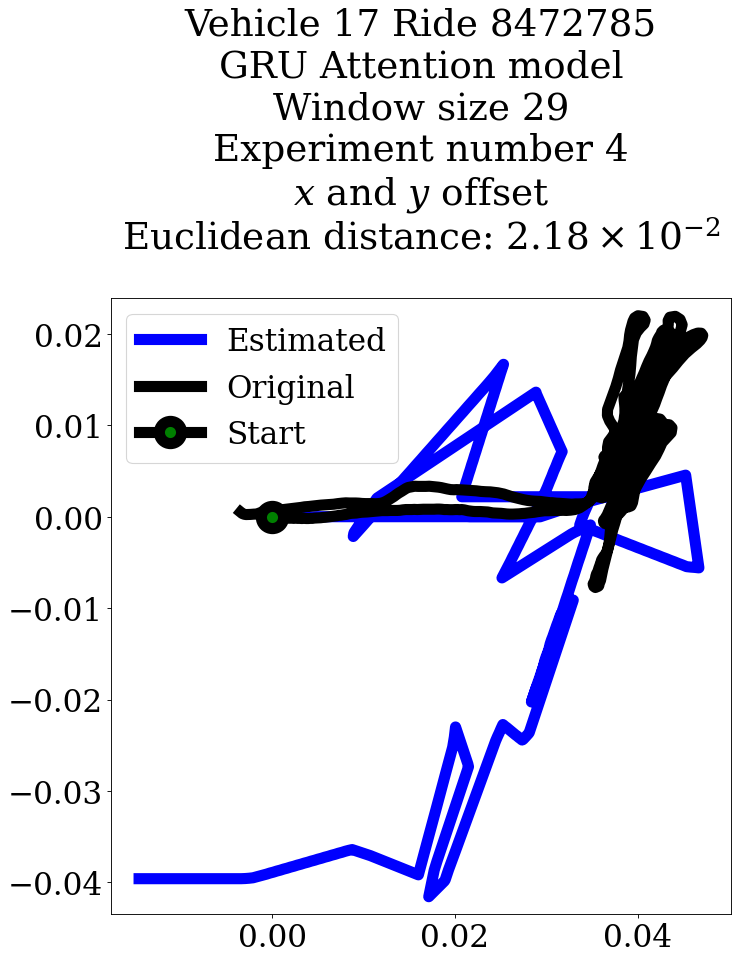 Vehicle 17 Ride 8472785
GRU Attention model
Window size 29
Experiment number 4
x and y offset
Euclidean distance: 2.18 × 10⁻²
Estimated
Original
Start
0.02
0.01
0.00
−0.01
−0.02
−0.03
−0.04
0.00 0.02 0.04